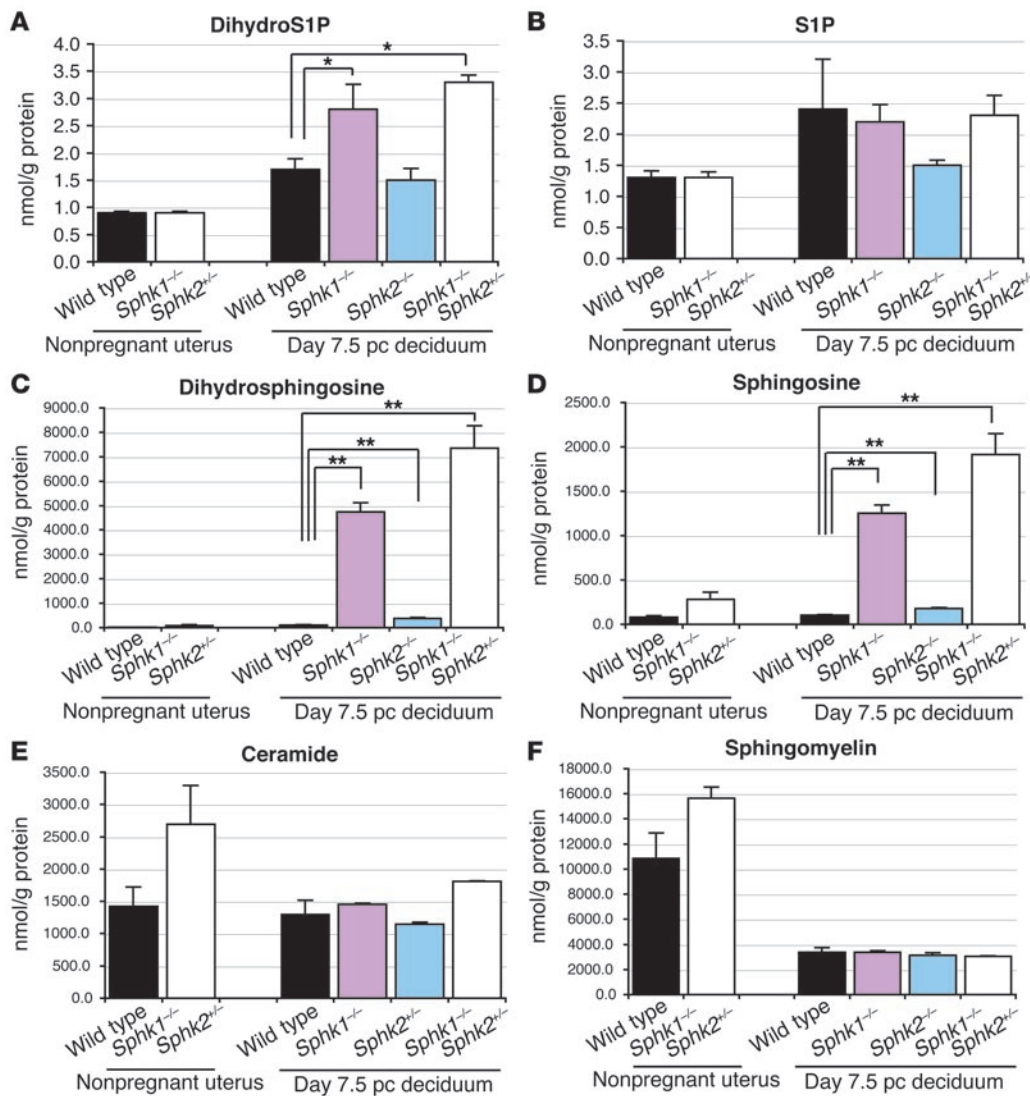 A
DihydroS1P
nmol/g protein
4.0
3.5
3.0
2.5
2.0
1.5
1.0
0.5
0.0
*
*
Wild type
Sphk1–/–
Sphk2+/–
Wild type
Sphk1–/–
Sphk2–/–
Sphk1–/–
Sphk2+/–
Nonpregnant uterus
Day 7.5 pc deciduum
B
S1P
nmol/g protein
3.5
3.0
2.5
2.0
1.5
1.0
0.5
0.0
Wild type
Sphk1–/–
Sphk2+/–
Wild type
Sphk1–/–
Sphk2–/–
Sphk1–/–
Sphk2+/–
Nonpregnant uterus
Day 7.5 pc deciduum
C
Dihydrosphingosine
nmol/g protein
9000.0
8000.0
7000.0
6000.0
5000.0
4000.0
3000.0
2000.0
1000.0
0.0
**
**
**
Wild type
Sphk1–/–
Sphk2+/–
Wild type
Sphk1–/–
Sphk2–/–
Sphk1–/–
Sphk2+/–
Nonpregnant uterus
Day 7.5 pc deciduum
D
Sphingosine
nmol/g protein
2500.0
2000.0
1500.0
1000.0
500.0
0.0
**
**
**
Wild type
Sphk1–/–
Sphk2+/–
Wild type
Sphk1–/–
Sphk2–/–
Sphk1–/–
Sphk2+/–
Nonpregnant uterus
Day 7.5 pc deciduum
E
Ceramide
nmol/g protein
3500.0
3000.0
2500.0
2000.0
1500.0
1000.0
500.0
0.0
Wild type
Sphk1–/–
Sphk2+/–
Wild type
Sphk1–/–
Sphk2–/–
Sphk1–/–
Sphk2+/–
Nonpregnant uterus
Day 7.5 pc deciduum
F
Sphingomyelin
nmol/g protein
18000.0
16000.0
14000.0
12000.0
10000.0
8000.0
6000.0
4000.0
2000.0
0.0
Wild type
Sphk1–/–
Sphk2+/–
Wild type
Sphk1–/–
Sphk2–/–
Sphk1–/–
Sphk2+/–
Nonpregnant uterus
Day 7.5 pc deciduum